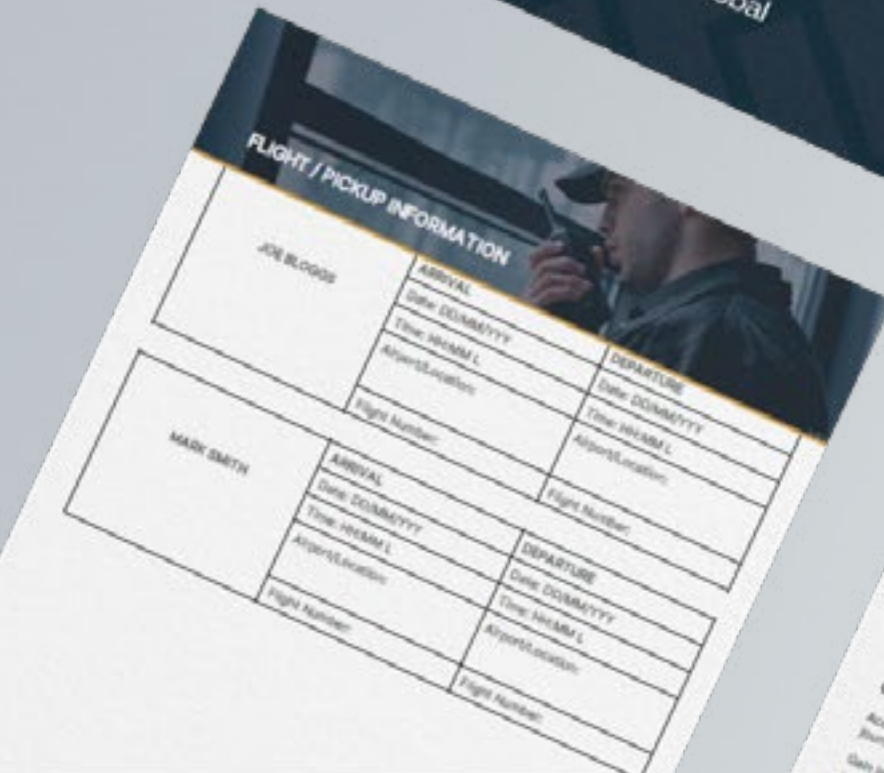 obal
FLIGHT / PICKUP INFORMATION
JOE BLOGGS
ARRIVAL
Date: DD/MM/YYY
Time: HH:MM L
Airport/Location:
Flight Number:
DEPARTURE
Date: DD/MM/YYY
Time: HH:MM L
Airport/Location:
Flight Number:
MARK SMITH
ARRIVAL
Date: DD/MM/YYY
Time: HH:MM L
Airport/Location:
Flight Number:
DEPARTURE
Date: DD/MM/YYY
Time: HH:MM L
Airport/Location:
Flight Number: